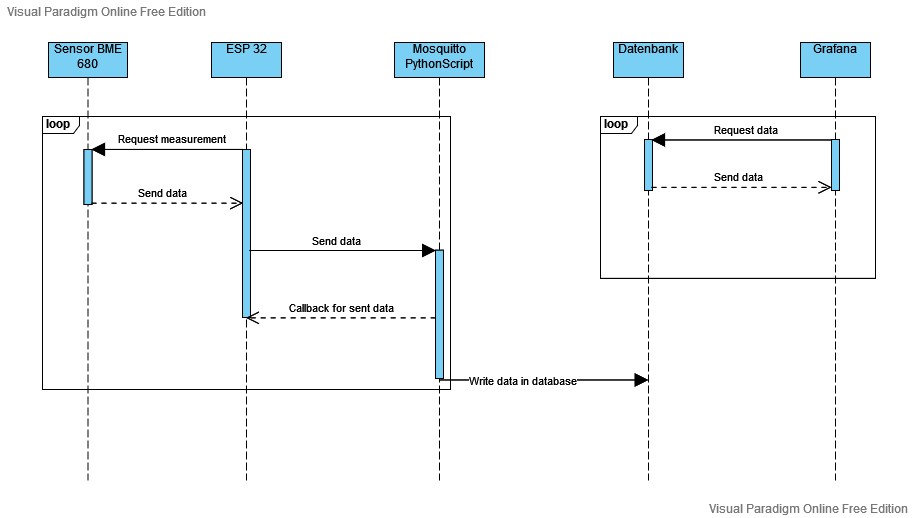 Visual Paradigm Online Free Edition
Sensor BME
680
ESP 32
Mosquitto
PythonScript
Datenbank
Grafana
loop
loop
Request measurement
Request data
Send data
Send data
Send data
Callback for sent data
Write data in database
Visual Paradigm Online Free Edition